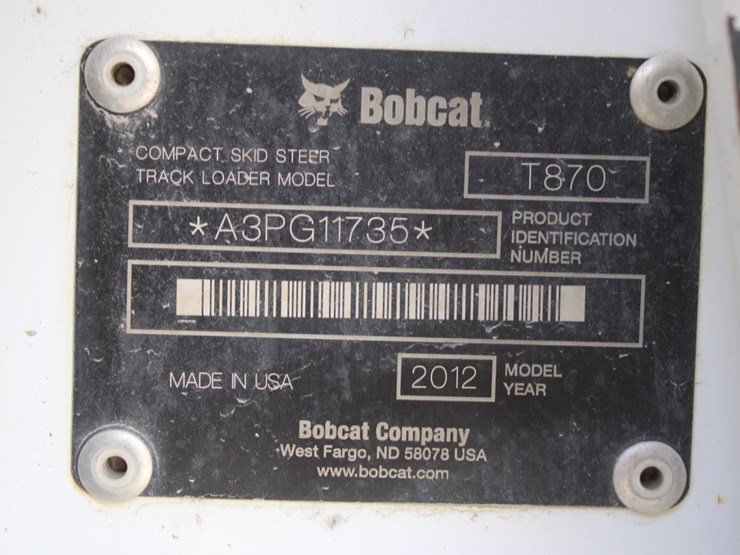 Bobcat
COMPACT SKID STEER
TRACK LOADER MODEL
T870
*A3PG11735*
PRODUCT
IDENTIFICATION
NUMBER
MADE IN USA
2012
MODEL
YEAR
Bobcat Company
West Fargo, ND 58078 USA
www.bobcat.com